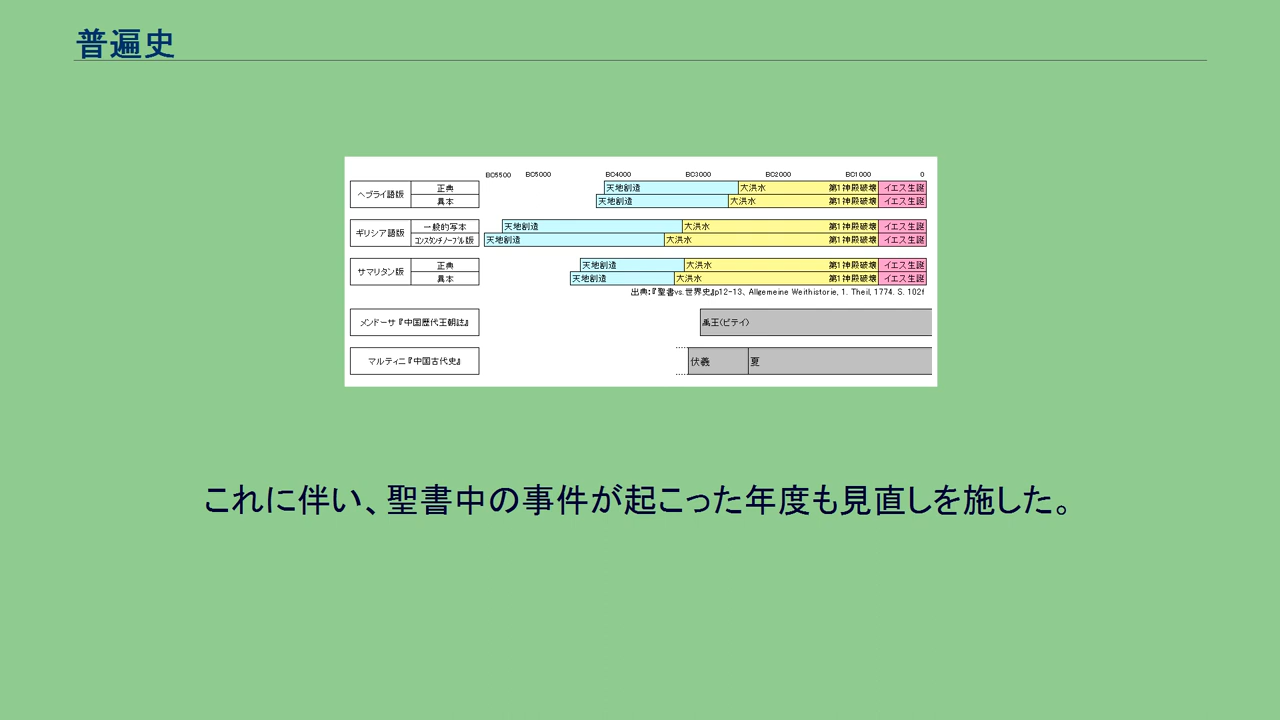 普遍史
BC5500 BC5000 BC4000 BC3000 BC2000 BC1000 0
ヘブライ語版 正典 天地創造 大洪水 第1神殿破壊 イエス生誕
異本 天地創造 大洪水 第1神殿破壊 イエス生誕
ギリシア語版 一般的写本 天地創造 大洪水 第1神殿破壊 イエス生誕
コンスタンチノープル版 天地創造 大洪水 第1神殿破壊 イエス生誕
サマリタン版 正典 天地創造 大洪水 第1神殿破壊 イエス生誕
異本 天地創造 大洪水 第1神殿破壊 イエス生誕
出典:『聖書vs.世界史』p12-13、Allgemeine Welthistorie, 1. Theil, 1774. S. 102f
メンドーサ『中国歴代王朝誌』 禹王(ビテイ)
マルティニ『中国古代史』 伏羲 夏
これに伴い、聖書中の事件が起こった年度も見直しを施した。